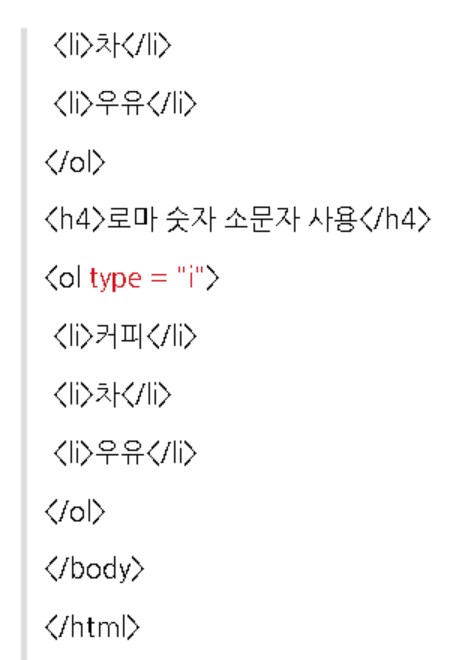 <li>차</li>
<li>우유</li>
</ol>
<h4>로마 숫자 소문자 사용</h4>
<ol type = "i">
<li>커피</li>
<li>차</li>
<li>우유</li>
</ol>
</body>
</html>